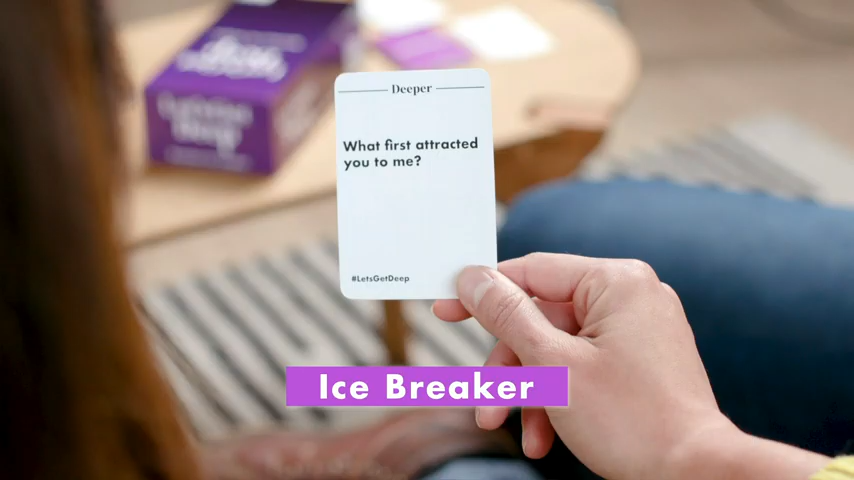 Deeper
What first attracted
you to me?
#LetsGetDeep
Ice Breaker